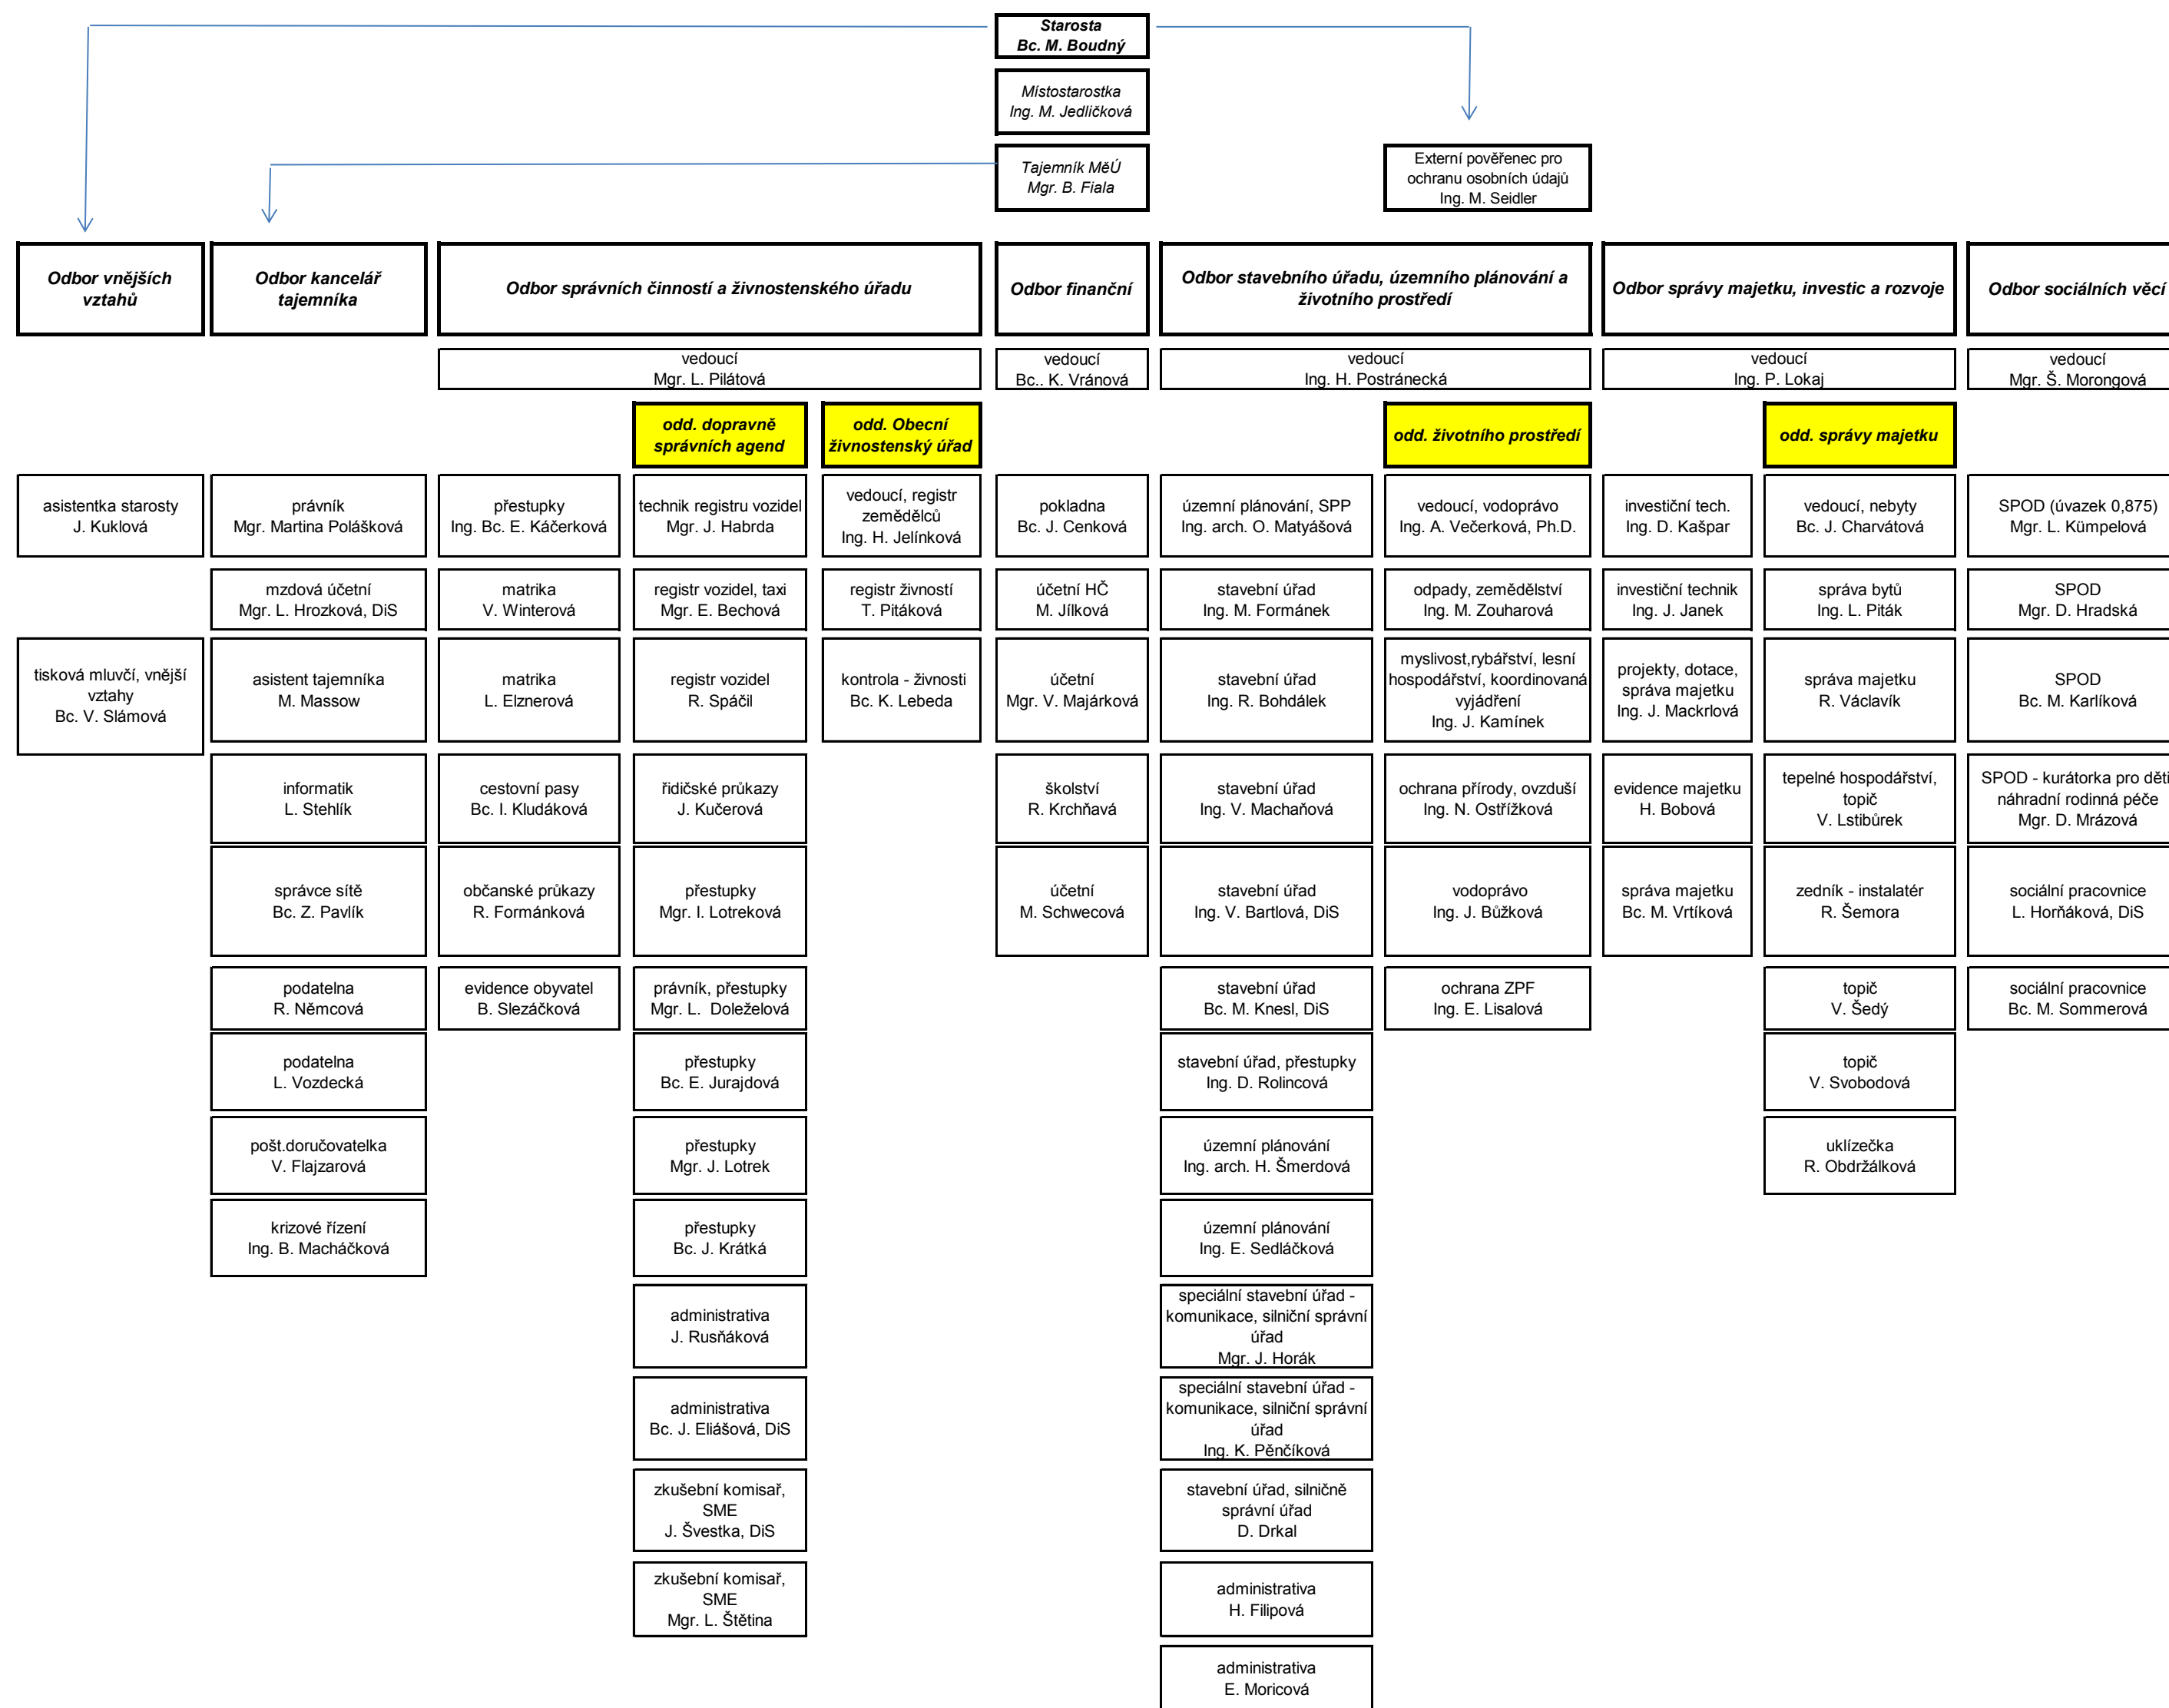 Starosta
Bc. M. Boudný
Místostarostka
Ing. M. Jedličková
Tajemník MěÚ
Mgr. B. Fiala
Externí pověřenec pro
ochranu osobních údajů
Ing. M. Seidler
Odbor vnějších
vztahů
Odbor kancelář
tajemníka
Odbor správních činností a živnostenského úřadu
Odbor finanční
Odbor stavebního úřadu, územního plánování a
životního prostředí
Odbor správy majetku, investic a rozvoje
Odbor sociálních věcí
vedoucí
Mgr. L. Pilátová
vedoucí
Bc.. K. Vránová
vedoucí
Ing. H. Postránecká
vedoucí
Ing. P. Lokaj
vedoucí
Mgr. Š. Morongová
odd. dopravně
správních agend
odd. Obecní
živnostenský úřad
odd. životního prostředí
odd. správy majetku
asistentka starosty
J. Kuklová
právník
Mgr. Martina Polášková
přestupky
Ing. Bc. E. Káčerková
technik registru vozidel
Mgr. J. Habrda
vedoucí, registr
zemědělců
Ing. H. Jelínková
pokladna
Bc. J. Cenková
územní plánování, SPP
Ing. arch. O. Matyášová
vedoucí, vodoprávo
Ing. A. Večerková, Ph.D.
investiční tech.
Ing. D. Kašpar
vedoucí, nebyty
Bc. J. Charvátová
SPOD (úvazek 0,875)
Mgr. L. Kümpelová
mzdová účetní
Mgr. L. Hrozková, DiS
matrika
V. Winterová
registr vozidel, taxi
Mgr. E. Bechová
registr živností
T. Pitáková
účetní HČ
M. Jílková
stavební úřad
Ing. M. Formánek
odpady, zemědělství
Ing. M. Zouharová
investiční technik
Ing. J. Janek
správa bytů
Ing. L. Piták
SPOD
Mgr. D. Hradská
tisková mluvčí, vnější
vztahy
Bc. V. Slámová
asistent tajemníka
M. Massow
matrika
L. Elznerová
registr vozidel
R. Spáčil
kontrola - živnosti
Bc. K. Lebeda
účetní
Mgr. V. Majárková
stavební úřad
Ing. R. Bohdálek
myslivost,rybářství, lesní
hospodářství, koordinovaná
vyjádření
Ing. J. Kamínek
projekty, dotace,
správa majetku
Ing. J. Mackrlová
správa majetku
R. Václavík
SPOD
Bc. M. Karlíková
informatik
L. Stehlík
cestovní pasy
Bc. I. Kludáková
řidičské průkazy
J. Kučerová
školství
R. Krchňavá
stavební úřad
Ing. V. Machaňová
ochrana přírody, ovzduší
Ing. N. Ostřížková
evidence majetku
H. Bobová
tepelné hospodářství,
topič
V. Lstibůrek
SPOD - kurátorka pro děti
náhradní rodinná péče
Mgr. D. Mrázová
správce sítě
Bc. Z. Pavlík
občanské průkazy
R. Formánková
přestupky
Mgr. I. Lotreková
účetní
M. Schwecová
stavební úřad
Ing. V. Bartlová, DiS
vodoprávo
Ing. J. Bůžková
správa majetku
Bc. M. Vrtíková
zedník - instalatér
R. Šemora
sociální pracovnice
L. Horňáková, DiS
podatelna
R. Němcová
evidence obyvatel
B. Slezáčková
právník, přestupky
Mgr. L.  Doleželová
stavební úřad
Bc. M. Knesl, DiS
ochrana ZPF
Ing. E. Lisalová
topič
V. Šedý
sociální pracovnice
Bc. M. Sommerová
podatelna
L. Vozdecká
přestupky
Bc. E. Jurajdová
stavební úřad, přestupky
Ing. D. Rolincová
topič
V. Svobodová
pošt.doručovatelka
V. Flajzarová
přestupky
Mgr. J. Lotrek
územní plánování
Ing. arch. H. Šmerdová
uklízečka
R. Obdržálková
krizové řízení
Ing. B. Macháčková
přestupky
Bc. J. Krátká
územní plánování
Ing. E. Sedláčková
administrativa
J. Rusňáková
speciální stavební úřad -
komunikace, silniční správní
úřad
Mgr. J. Horák
administrativa
Bc. J. Eliášová, DiS
speciální stavební úřad -
komunikace, silniční správní
úřad
Ing. K. Pěnčíková
zkušební komisař,
SME
J. Švestka, DiS
stavební úřad, silničně
správní úřad
D. Drkal
zkušební komisař,
SME
Mgr. L. Štětina
administrativa
H. Filipová
administrativa
E. Moricová